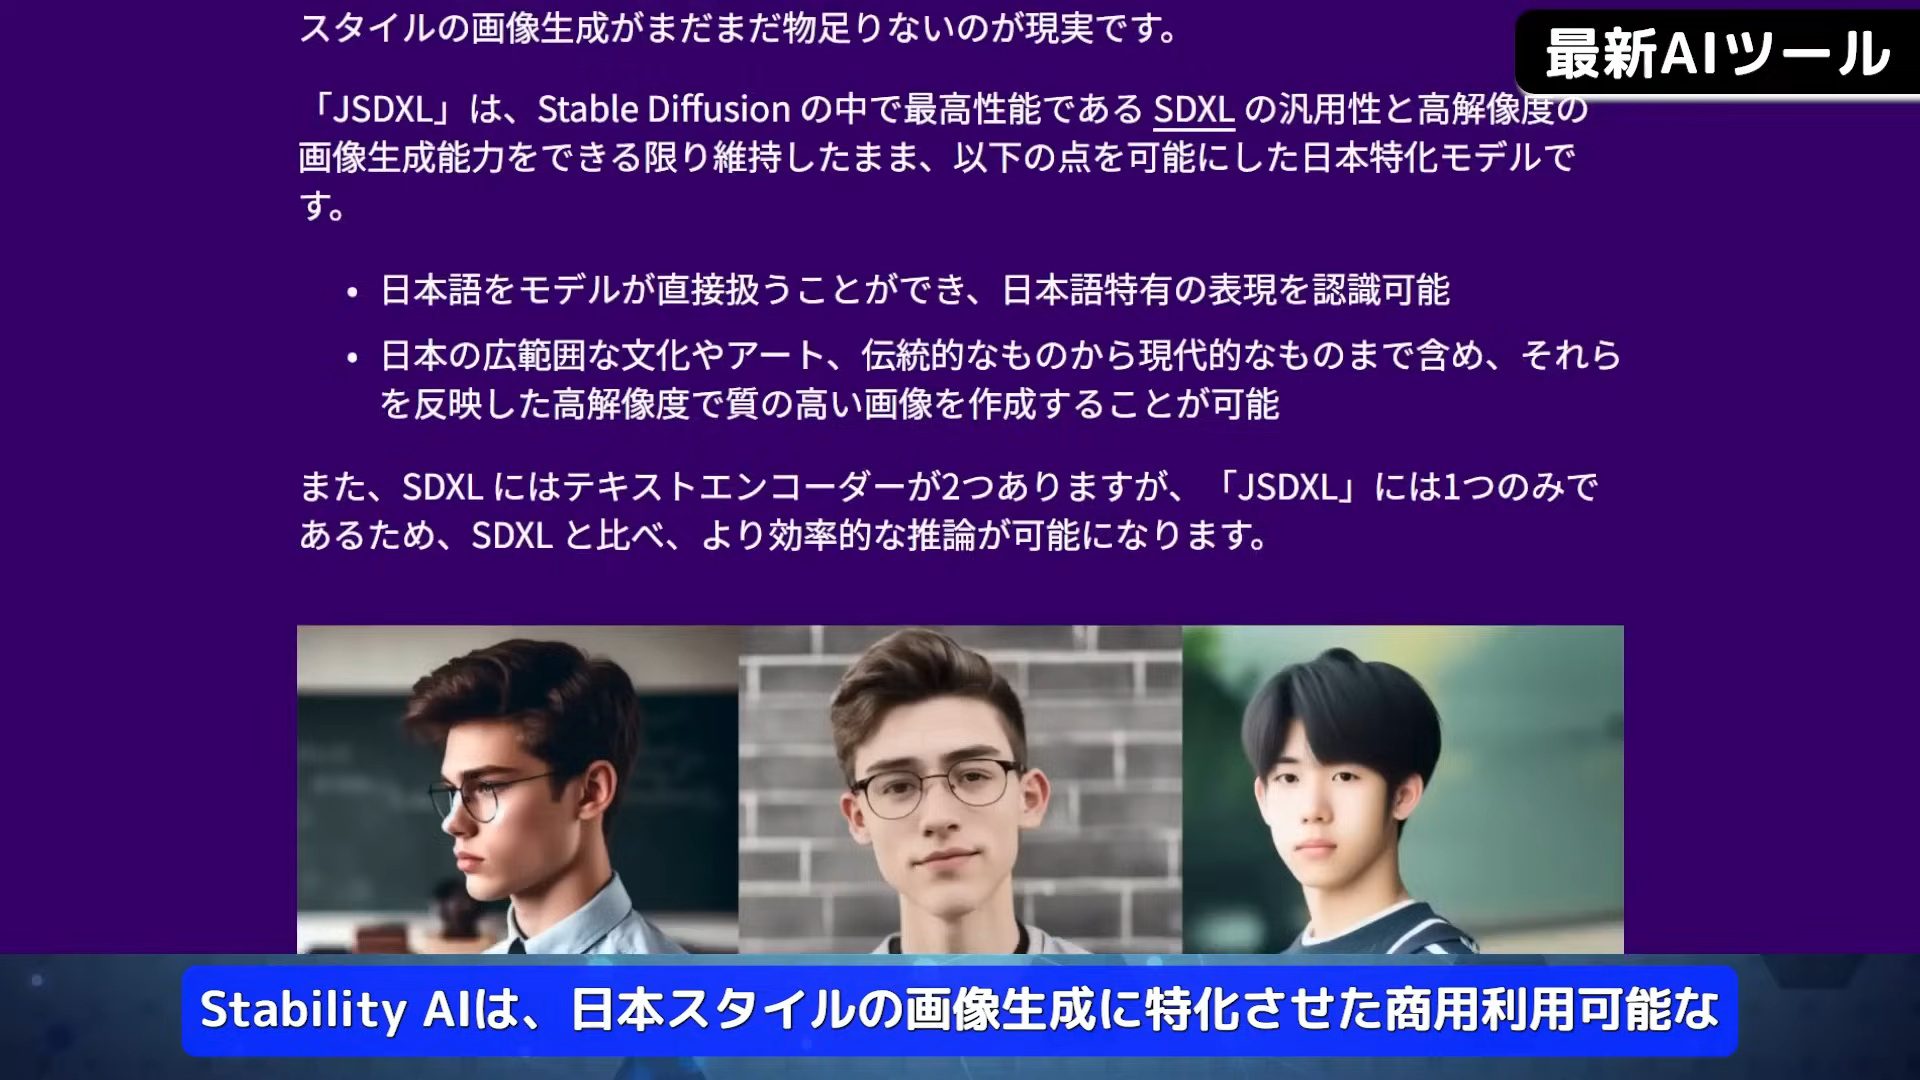 スタイルの画像生成がまだまだ物足りないのが現実です。
最新AIツール
「JSDXL」は、Stable Diffusion の中で最高性能である SDXL の汎用性と高解像度の
画像生成能力をできる限り維持したまま、以下の点を可能にした日本特化モデルで
す。
• 日本語をモデルが直接扱うことができ、日本語特有の表現を認識可能
• 日本の広範囲な文化やアート、伝統的なものから現代的なものまで含め、それら
を反映した高解像度で質の高い画像を作成することが可能
また、SDXL にはテキストエンコーダーが2つありますが、「JSDXL」には1つのみで
あるため、SDXL と比べ、より効率的な推論が可能になります。
Stability AIは、日本スタイルの画像生成に特化させた商用利用可能な